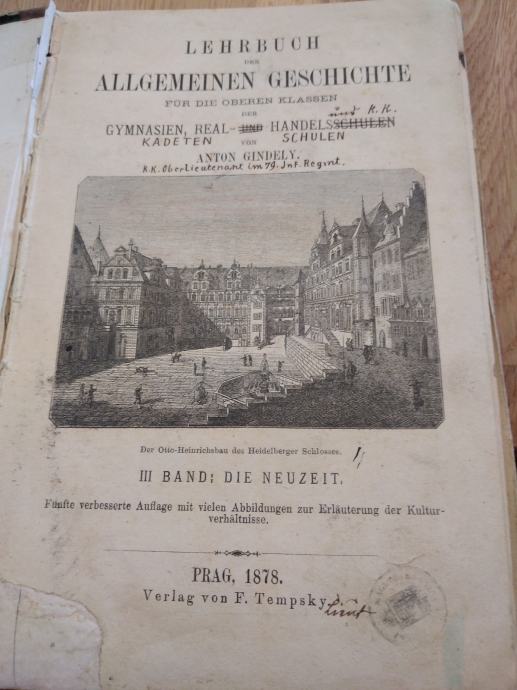 LEHRBUCH
DER
ALLGEMEINEN GESCHICHTE
FÜR DIE OBEREN KLASSEN
DER
und K. K.
GYMNASIEN, REAL- UND HANDELSSCHULEN
KADETEN SCHULEN
VON
ANTON GINDELY.
K.K. Oberlieutenant im 79. Inf. Regmt.
Der Otto-Heinrichsbau des Heidelberger Schlosses.
III BAND: DIE NEUZEIT.
Fünfte verbesserte Auflage mit vielen Abbildungen zur Erläuterung der Kultur-
verhältnisse.
PRAG, 1878.
Verlag von F. Tempsky